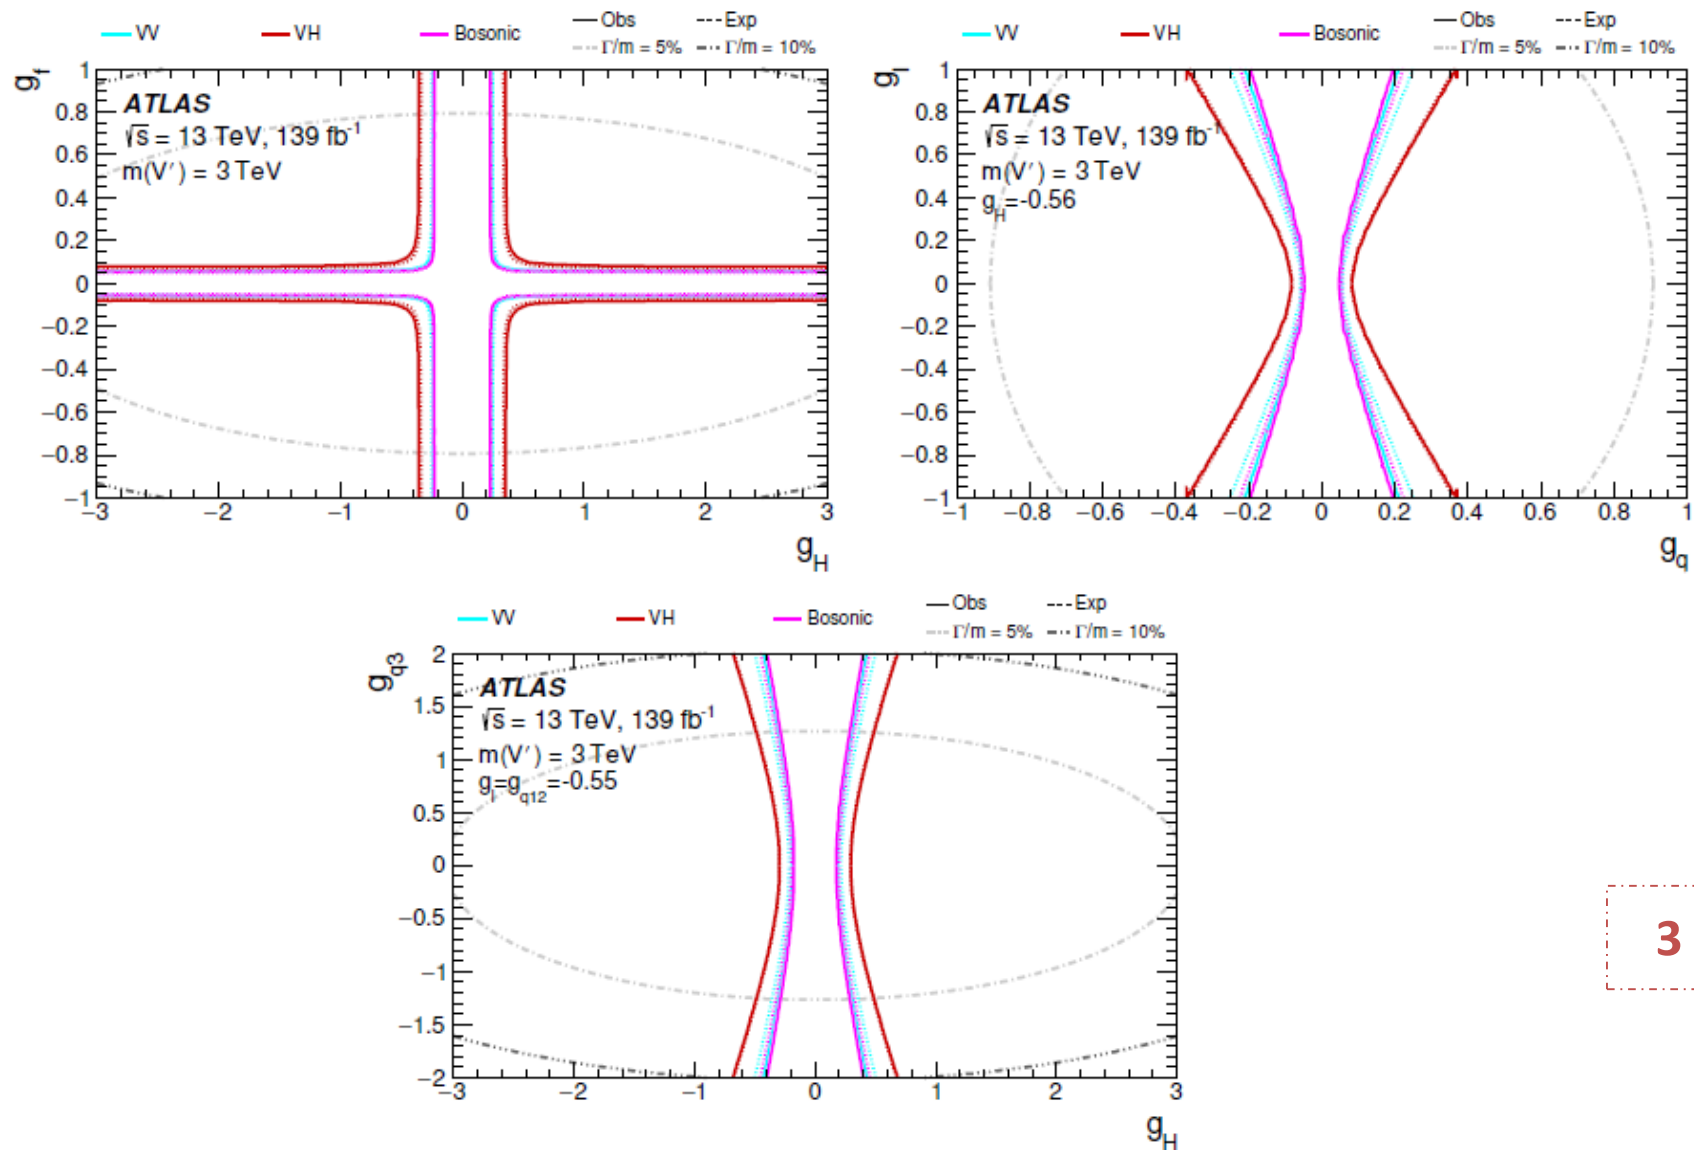 VV VH Bosonic Obs Exp
Γ/m = 5% Γ/m = 10%
g_f
1
0.8
0.6
0.4
0.2
0
−0.2
−0.4
−0.6
−0.8
−1
ATLAS
√s = 13 TeV, 139 fb⁻¹
m(V′) = 3 TeV
−3 −2 −1 0 1 2 3
g_H
VV VH Bosonic Obs Exp
Γ/m = 5% Γ/m = 10%
g_l
1
0.8
0.6
0.4
0.2
0
−0.2
−0.4
−0.6
−0.8
−1
ATLAS
√s = 13 TeV, 139 fb⁻¹
m(V′) = 3 TeV
g_H=-0.56
−1 −0.8 −0.6 −0.4 −0.2 0 0.2 0.4 0.6 0.8 1
g_q
VV VH Bosonic Obs Exp
Γ/m = 5% Γ/m = 10%
g_q3
2
1.5
1
0.5
0
−0.5
−1
−1.5
−2
ATLAS
√s = 13 TeV, 139 fb⁻¹
m(V′) = 3 TeV
g_l=g_q12=-0.55
−3 −2 −1 0 1 2 3
g_H
3